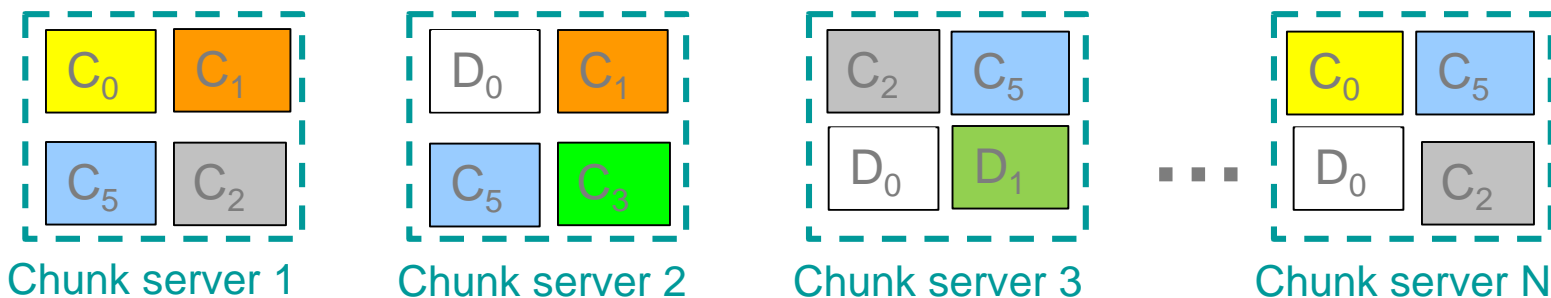 C0 C1 D0 C1 C2 C5 C0 C5
C5 C2 C5 C3 D0 D1 ... D0 C2
Chunk server 1 Chunk server 2 Chunk server 3 Chunk server N